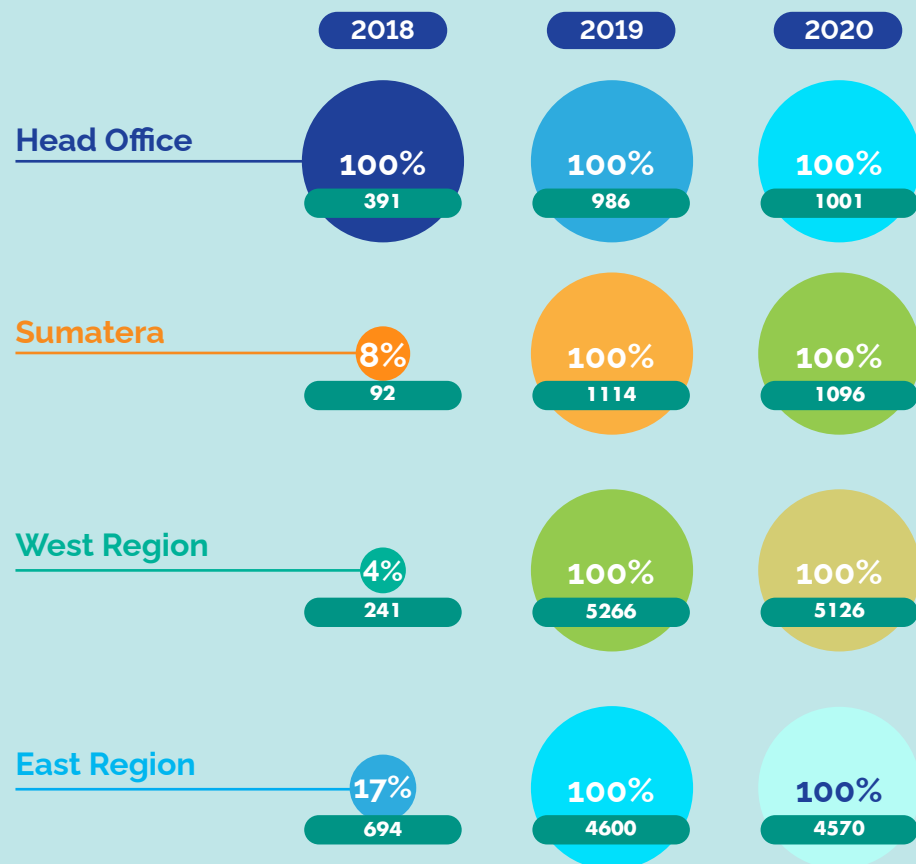 2018 2019 2020
Head Office
100% 100% 100%
391 986 1001
Sumatera
8% 100% 100%
92 1114 1096
West Region
4% 100% 100%
241 5266 5126
East Region
17% 100% 100%
694 4600 4570